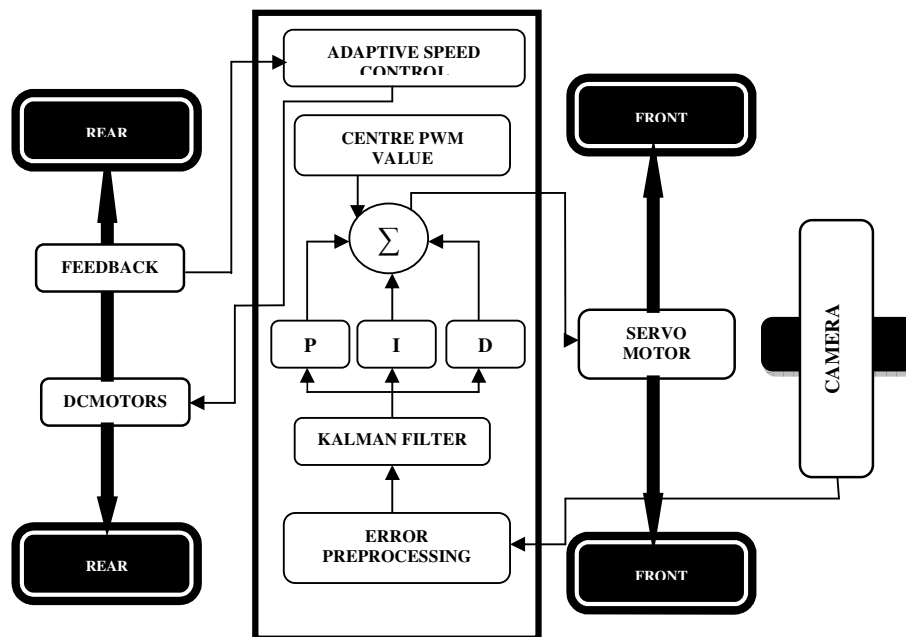 ADAPTIVE SPEED
CONTROL
REAR
CENTRE PWM
VALUE
FRONT
∑
FEEDBACK
P
I
D
SERVO
MOTOR
CAMERA
DCMOTORS
KALMAN FILTER
ERROR
PREPROCESSING
REAR
FRONT